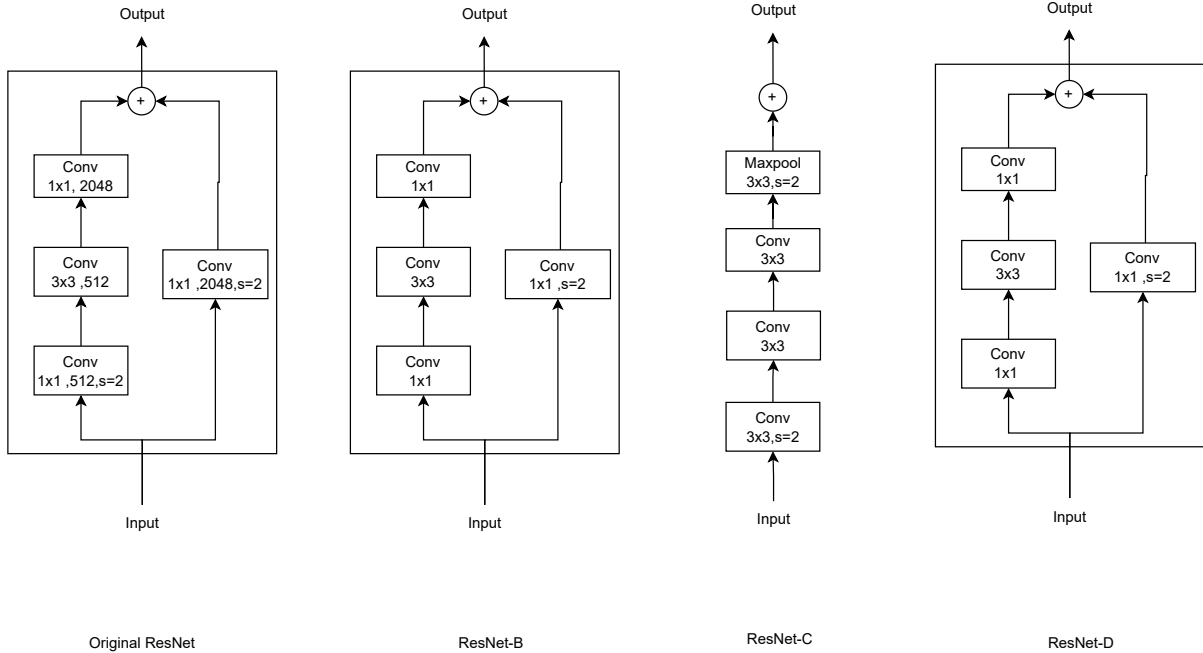 Output
+
Conv
1x1, 2048
Conv
3x3 ,512
Conv
1x1 ,2048,s=2
Conv
1x1 ,512,s=2
Input
Original ResNet
Output
+
Conv
1x1
Conv
3x3
Conv
1x1 ,s=2
Conv
1x1
Input
ResNet-B
Output
+
Maxpool
3x3,s=2
Conv
3x3
Conv
3x3
Conv
3x3,s=2
Input
ResNet-C
Output
+
Conv
1x1
Conv
3x3
Conv
1x1 ,s=2
Conv
1x1
Input
ResNet-D